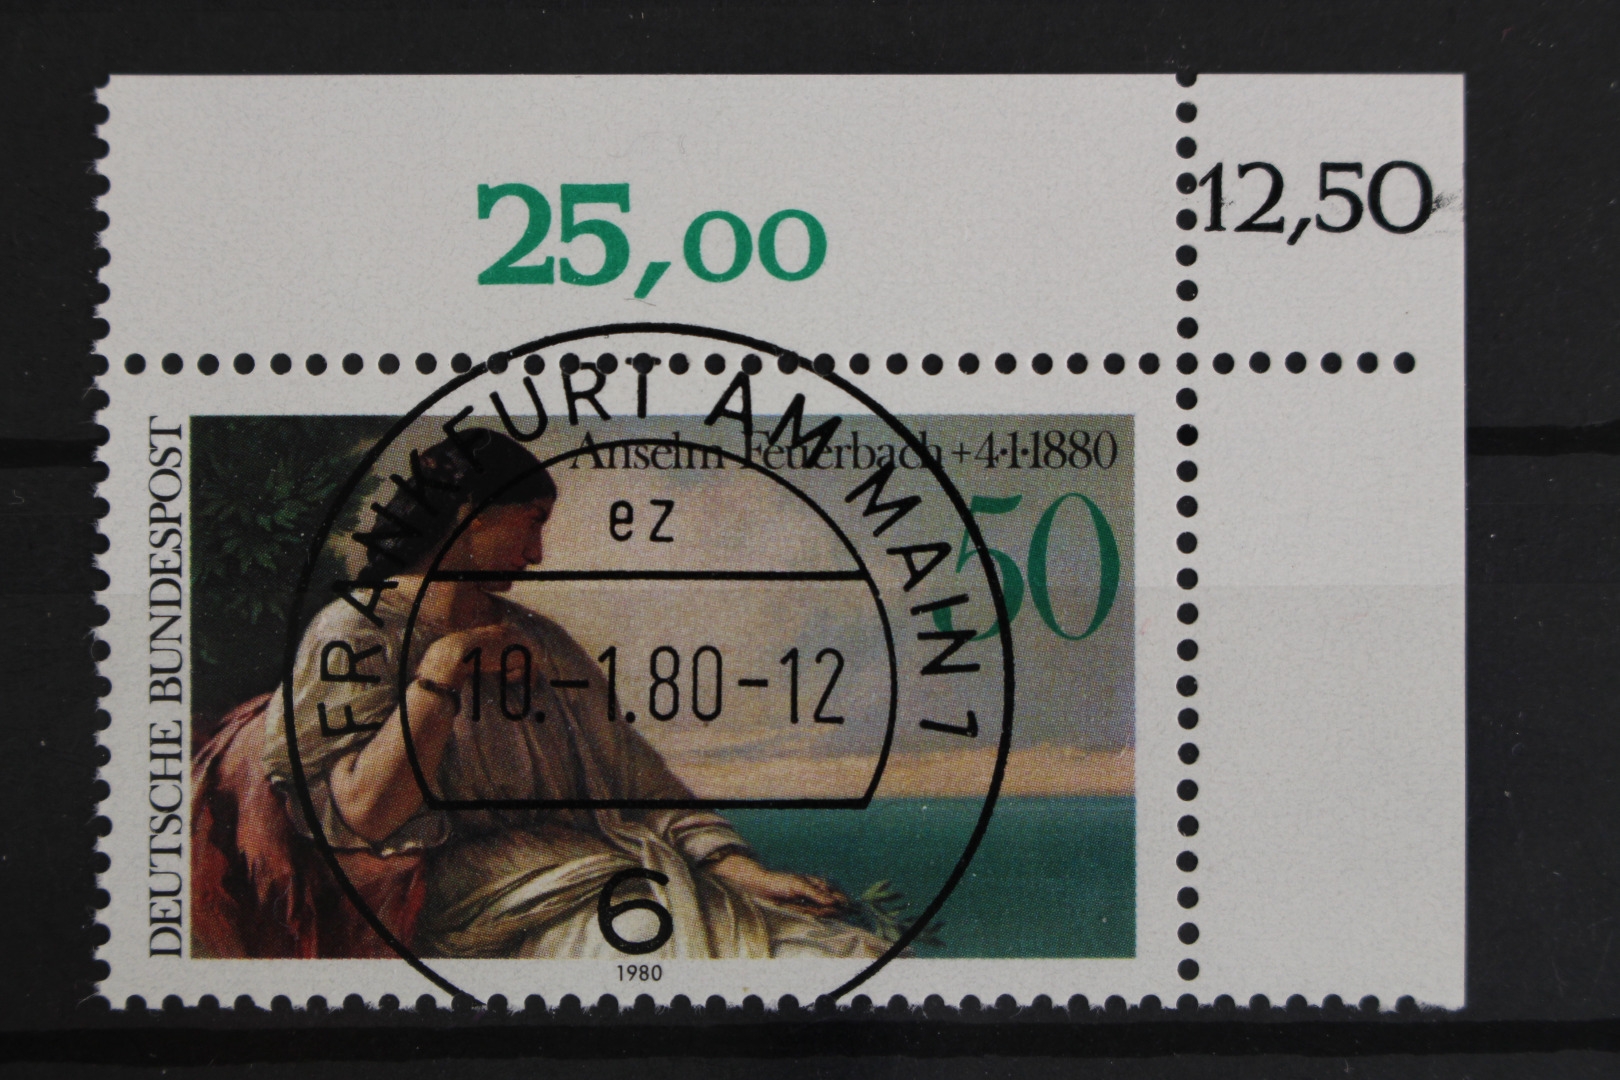 25,00
12,50
DEUTSCHE BUNDESPOST
Anselm Feuerbach + 4·1·1880
50
FRANKFURT AM MAIN 1
ez
10.-1.80-12
6
1980